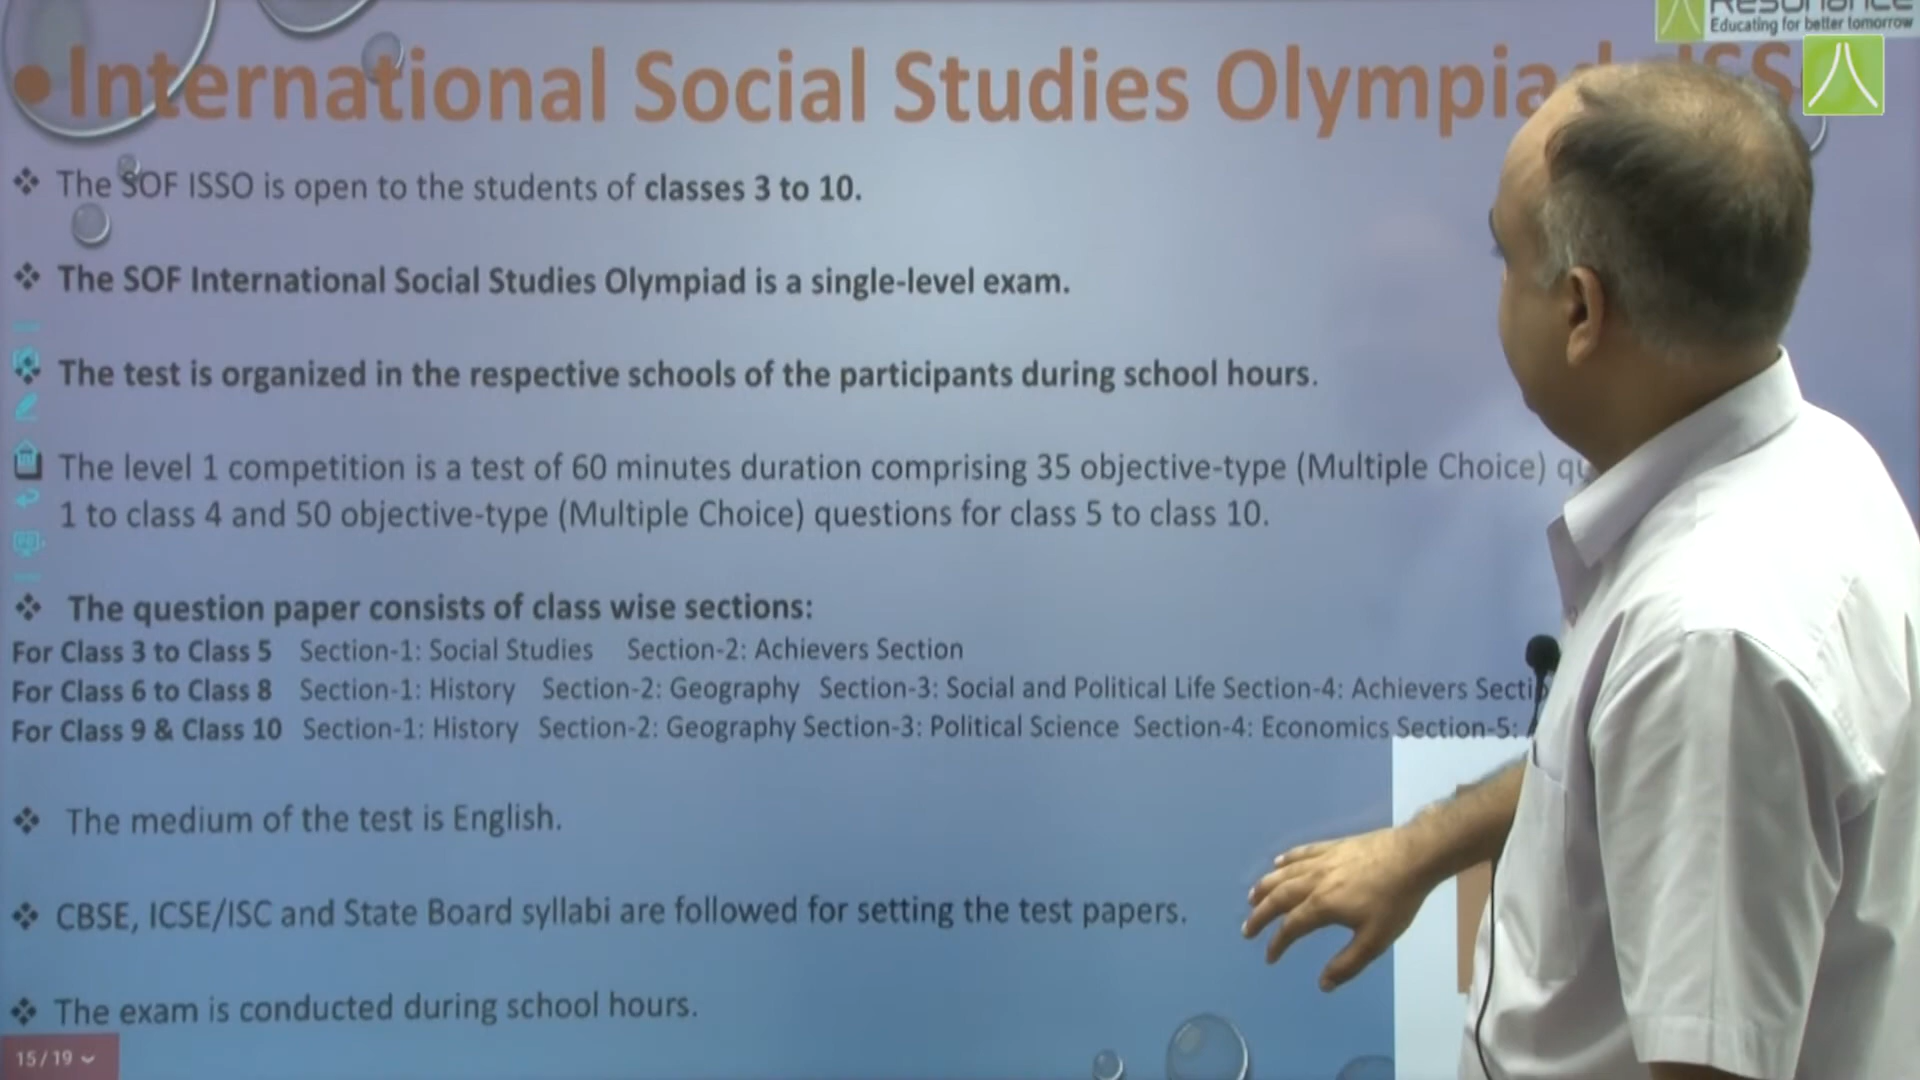 Resonance
Educating for better tomorrow
•International Social Studies Olympiad- ISS
❖ The SOF ISSO is open to the students of classes 3 to 10.
❖ The SOF International Social Studies Olympiad is a single-level exam.
❖ The test is organized in the respective schools of the participants during school hours.
❑ The level 1 competition is a test of 60 minutes duration comprising 35 objective-type (Multiple Choice)
1 to class 4 and 50 objective-type (Multiple Choice) questions for class 5 to class 10.
❖ The question paper consists of class wise sections:
For Class 3 to Class 5 Section-1: Social Studies Section-2: Achievers Section
For Class 6 to Class 8 Section-1: History Section-2: Geography Section-3: Social and Political Life Section-4: Achievers
For Class 9 & Class 10 Section-1: History Section-2: Geography Section-3: Political Science Section-4: Economics Section-5:
❖ The medium of the test is English.
❖ CBSE, ICSE/ISC and State Board syllabi are followed for setting the test papers.
❖ The exam is conducted during school hours.
15 / 19